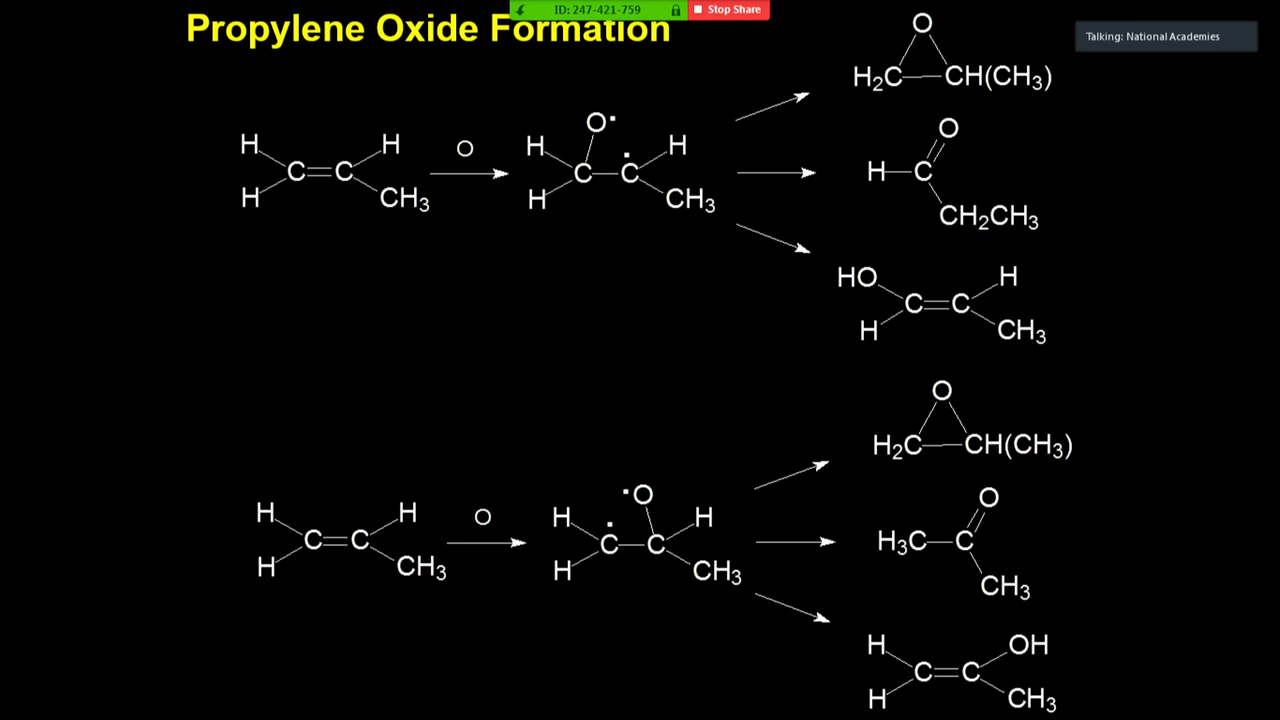 ID: 247-421-759 Stop Share
Propylene Oxide Formation
Talking: National Academies
O
H₂C CH(CH₃)
H H
C=C
H CH₃
O
O·
H H
C–Ċ
H CH₃
O
H–C
CH₂CH₃
HO H
C=C
H CH₃
O
H₂C CH(CH₃)
H H
C=C
H CH₃
O
·O
H H
Ċ–C
H CH₃
O
H₃C–C
CH₃
H OH
C=C
H CH₃